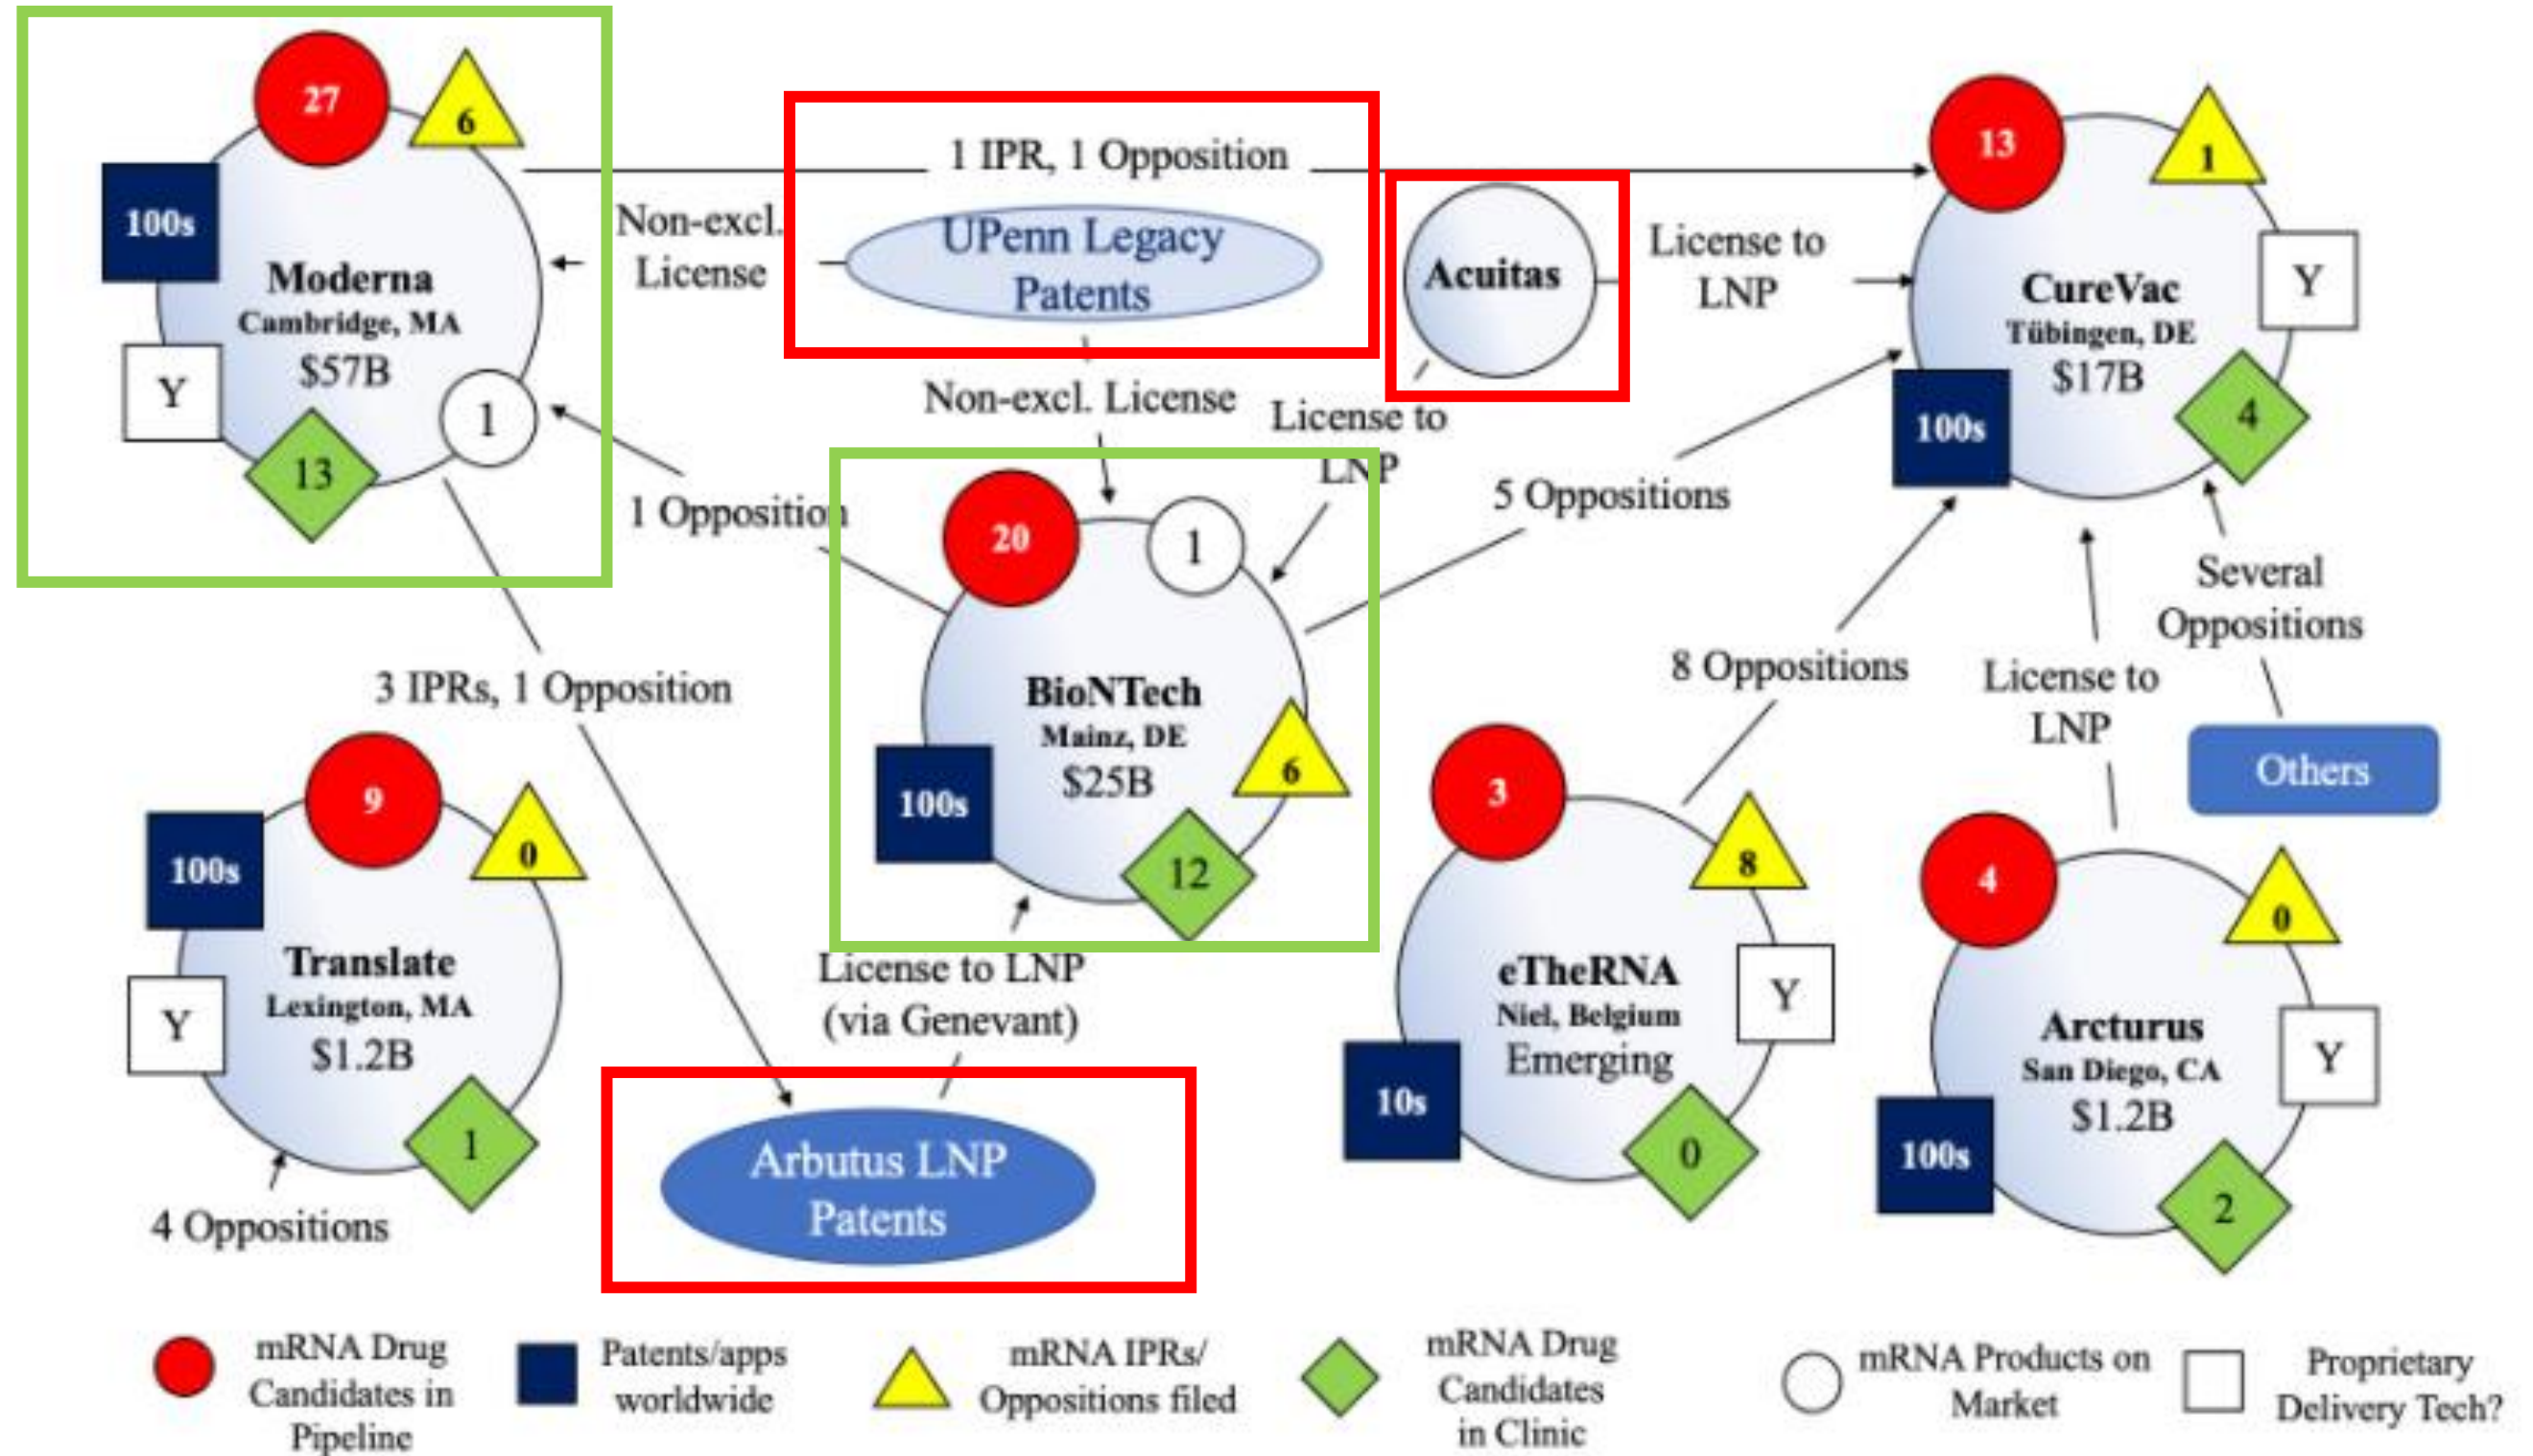 27
6
100s
Moderna
Cambridge, MA
$57B
Y
13
1
1 IPR, 1 Opposition
Non-excl.
License
UPenn Legacy
Patents
Acuitas
License to
LNP
13
1
Y
CureVac
Tübingen, DE
$17B
100s
4
Non-excl. License
License to
LNP
1 Opposition
5 Oppositions
20
1
BioNTech
Mainz, DE
$25B
100s
6
12
8 Oppositions
Several
Oppositions
License to
LNP
Others
3 IPRs, 1 Opposition
9
0
100s
Translate
Lexington, MA
$1.2B
Y
1
4 Oppositions
License to LNP
(via Genevant)
Arbutus LNP
Patents
3
8
eTheRNA
Niel, Belgium
Emerging
Y
10s
0
4
0
Arcturus
San Diego, CA
$1.2B
Y
100s
2
mRNA Drug
Candidates in
Pipeline
Patents/apps
worldwide
mRNA IPRs/
Oppositions filed
mRNA Drug
Candidates
in Clinic
mRNA Products on
Market
Proprietary
Delivery Tech?